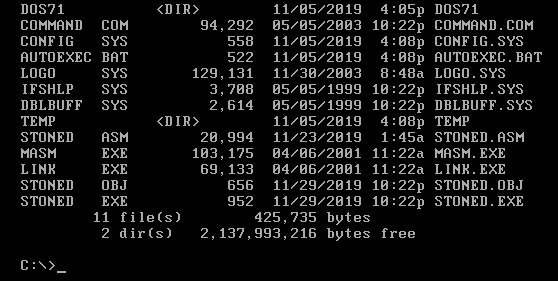 DOS71 <DIR> 11/05/2019 4:05p DOS71
COMMAND COM 94,292 05/05/2003 10:22p COMMAND.COM
CONFIG SYS 558 11/05/2019 4:08p CONFIG.SYS
AUTOEXEC BAT 522 11/05/2019 4:08p AUTOEXEC.BAT
LOGO SYS 129,131 11/30/2003 8:48a LOGO.SYS
IFSHLP SYS 3,708 05/05/1999 10:22p IFSHLP.SYS
DBLBUFF SYS 2,614 05/05/1999 10:22p DBLBUFF.SYS
TEMP <DIR> 11/05/2019 4:08p TEMP
STONED ASM 20,994 11/23/2019 1:45a STONED.ASM
MASM EXE 103,175 04/06/2001 11:22a MASM.EXE
LINK EXE 69,133 04/06/2001 11:22a LINK.EXE
STONED OBJ 656 11/29/2019 10:22p STONED.OBJ
STONED EXE 952 11/29/2019 10:22p STONED.EXE
11 file(s) 425,735 bytes
2 dir(s) 2,137,993,216 bytes free
C:\>_